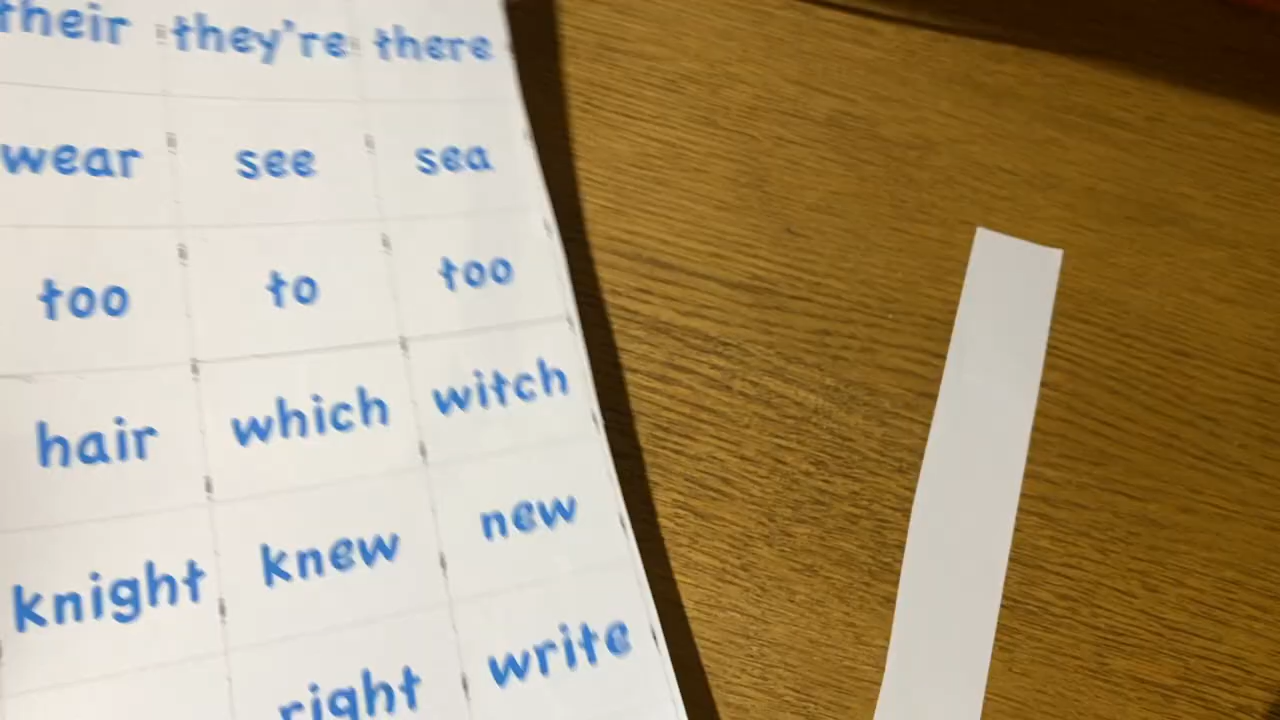 their they're there
wear see sea
too to too
hair which witch
knight knew new
right write